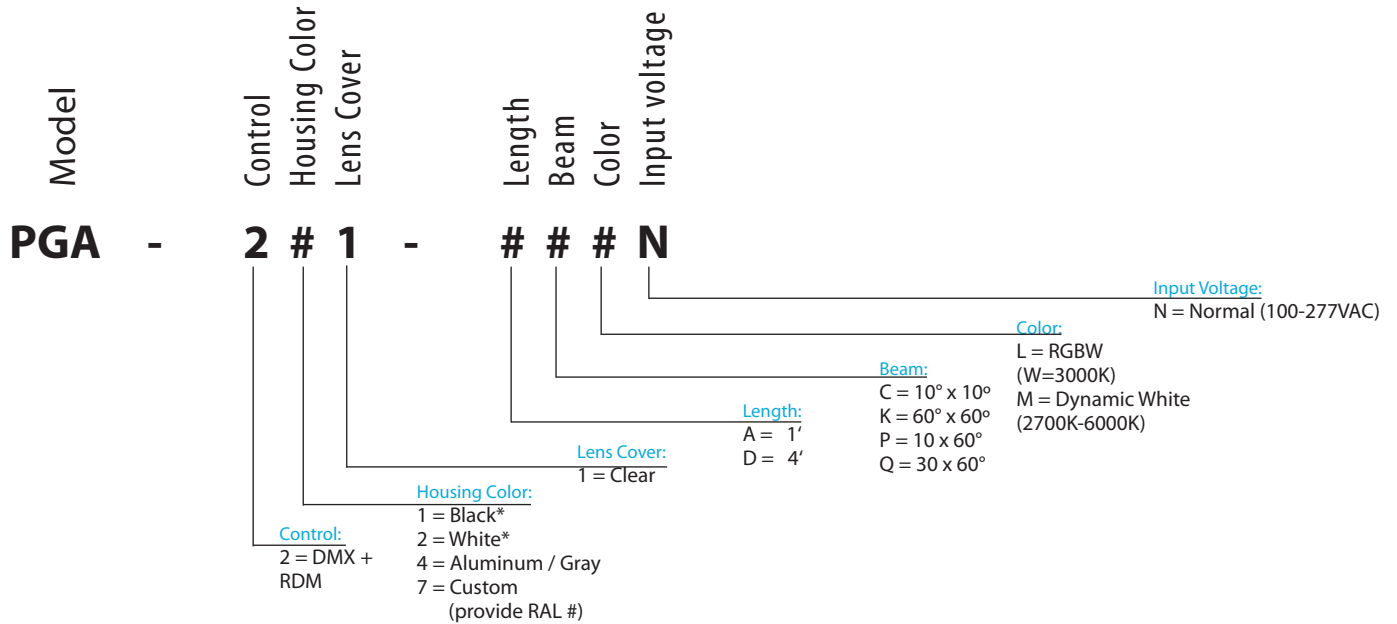 Model
Control
Housing Color
Lens Cover
Length
Beam
Color
Input voltage
PGA - 2 # 1 - # # # N
Input Voltage:
N = Normal (100-277VAC)
Color:
L = RGBW
(W=3000K)
M = Dynamic White
(2700K-6000K)
Beam:
C = 10° x 10º
K = 60° x 60º
P = 10 x 60°
Q = 30 x 60°
Length:
A = 1'
D = 4'
Lens Cover:
1 = Clear
Housing Color:
1 = Black*
2 = White*
4 = Aluminum / Gray
7 = Custom
(provide RAL #)
Control:
2 = DMX +
RDM